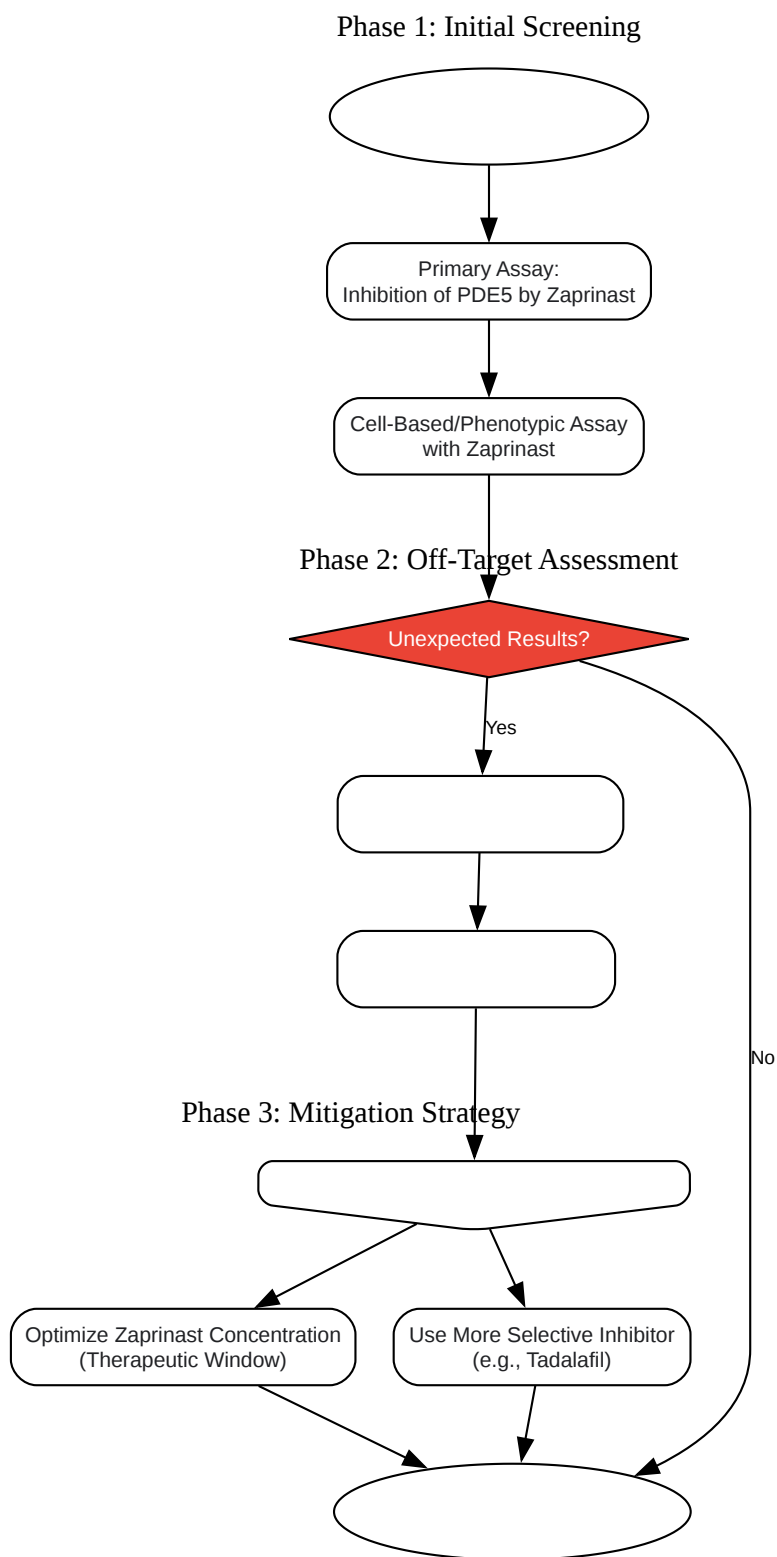 Phase 1: Initial Screening
Primary Assay:
Inhibition of PDE5 by Zaprinast
Cell-Based/Phenotypic Assay
with Zaprinast
Phase 2: Off-Target Assessment
Unexpected Results?
Yes
No
Phase 3: Mitigation Strategy
Optimize Zaprinast Concentration
(Therapeutic Window)
Use More Selective Inhibitor
(e.g., Tadalafil)